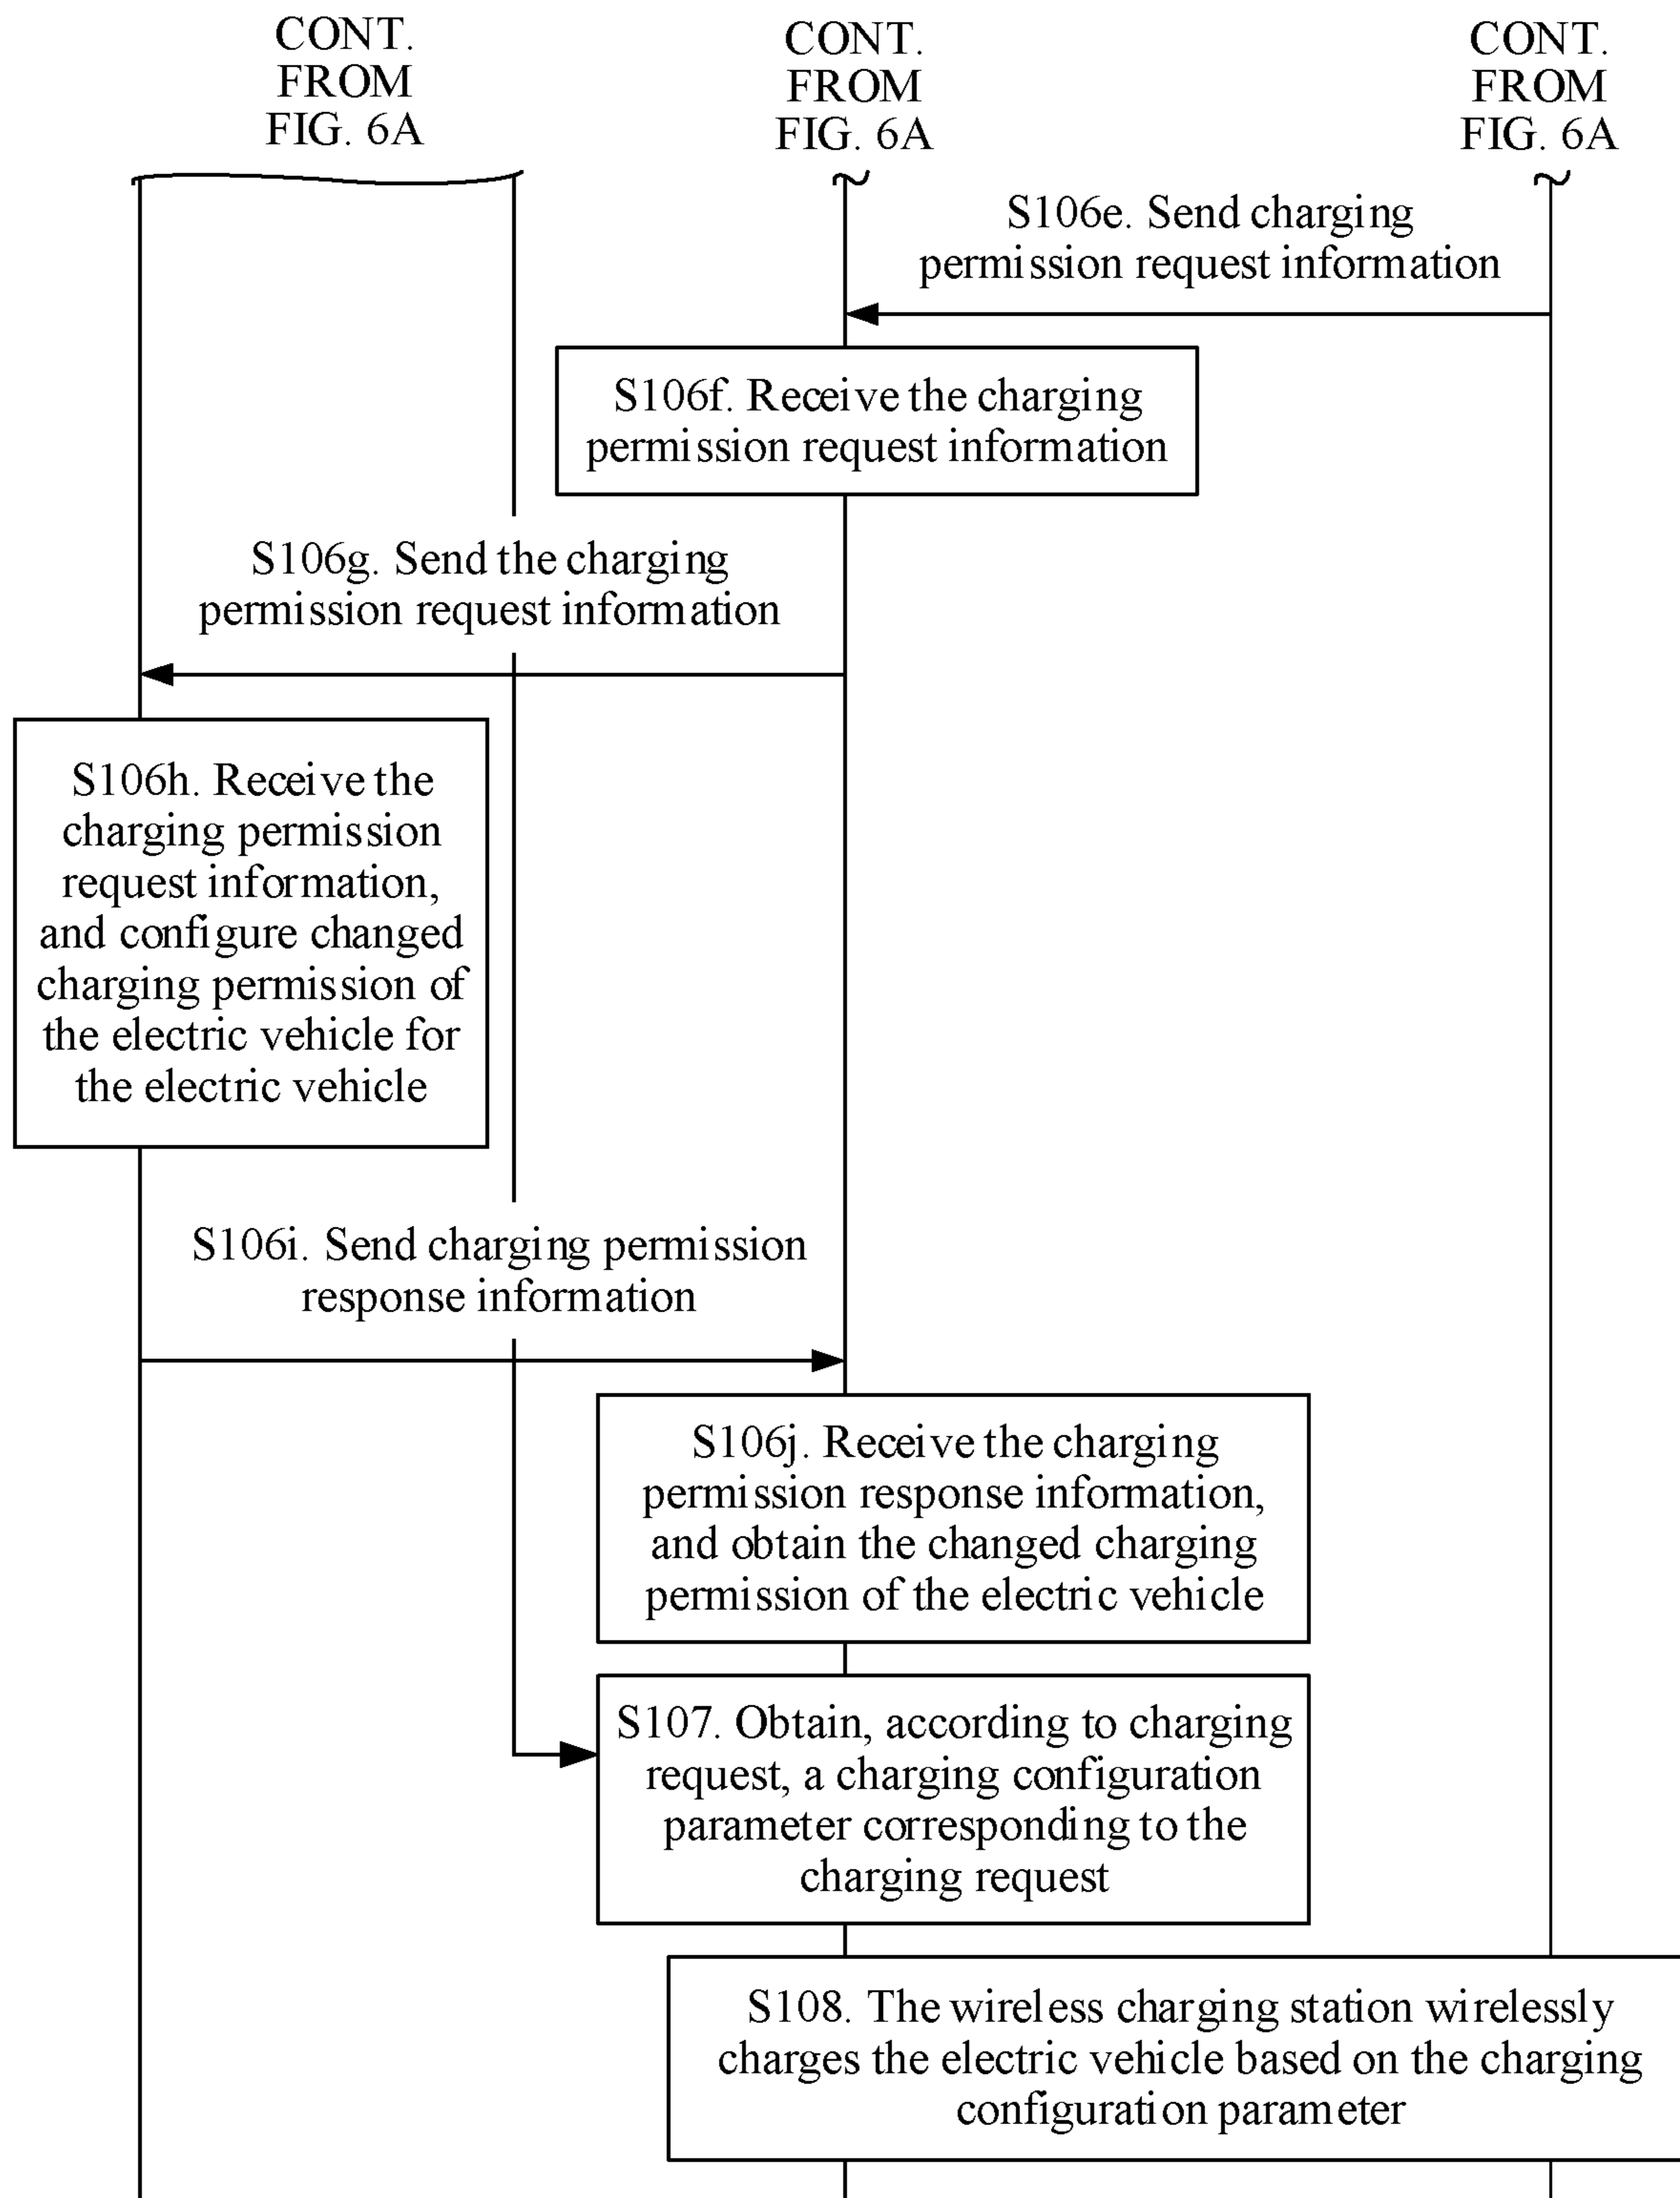 CONT.
FROM
FIG. 6A
CONT.
FROM
FIG. 6A
CONT.
FROM
FIG. 6A
S106e. Send charging
permission request information
S106f. Receive the charging
permission request information
S106g. Send the charging
permission request information
S106h. Receive the
charging permission
request information,
and configure changed
charging permission of
the electric vehicle for
the electric vehicle
S106i. Send charging permission
response information
S106j. Receive the charging
permission response information,
and obtain the changed charging
permission of the electric vehicle
S107. Obtain, according to charging
request, a charging configuration
parameter corresponding to the
charging request
S108. The wireless charging station wirelessly
charges the electric vehicle based on the charging
configuration parameter